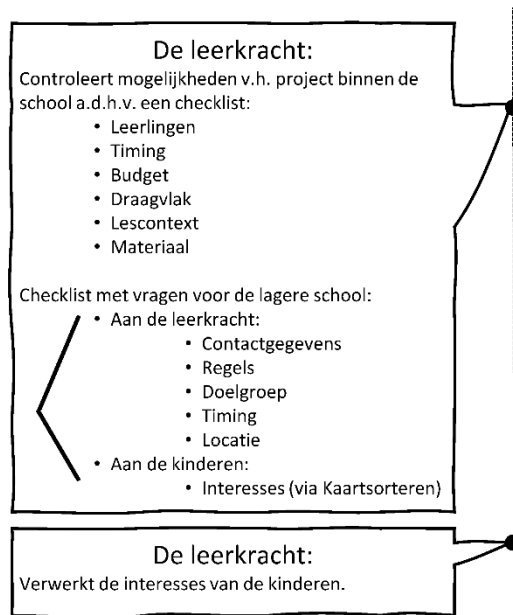 De leerkracht:
Controleert mogelijkheden v.h. project binnen de
school a.d.h.v. een checklist:
• Leerlingen
• Timing
• Budget
• Draagvlak
• Lescontext
• Materiaal
Checklist met vragen voor de lagere school:
• Aan de leerkracht:
• Contactgegevens
• Regels
• Doelgroep
• Timing
• Locatie
• Aan de kinderen:
• Interesses (via Kaartsorteren)
De leerkracht:
Verwerkt de interesses van de kinderen.